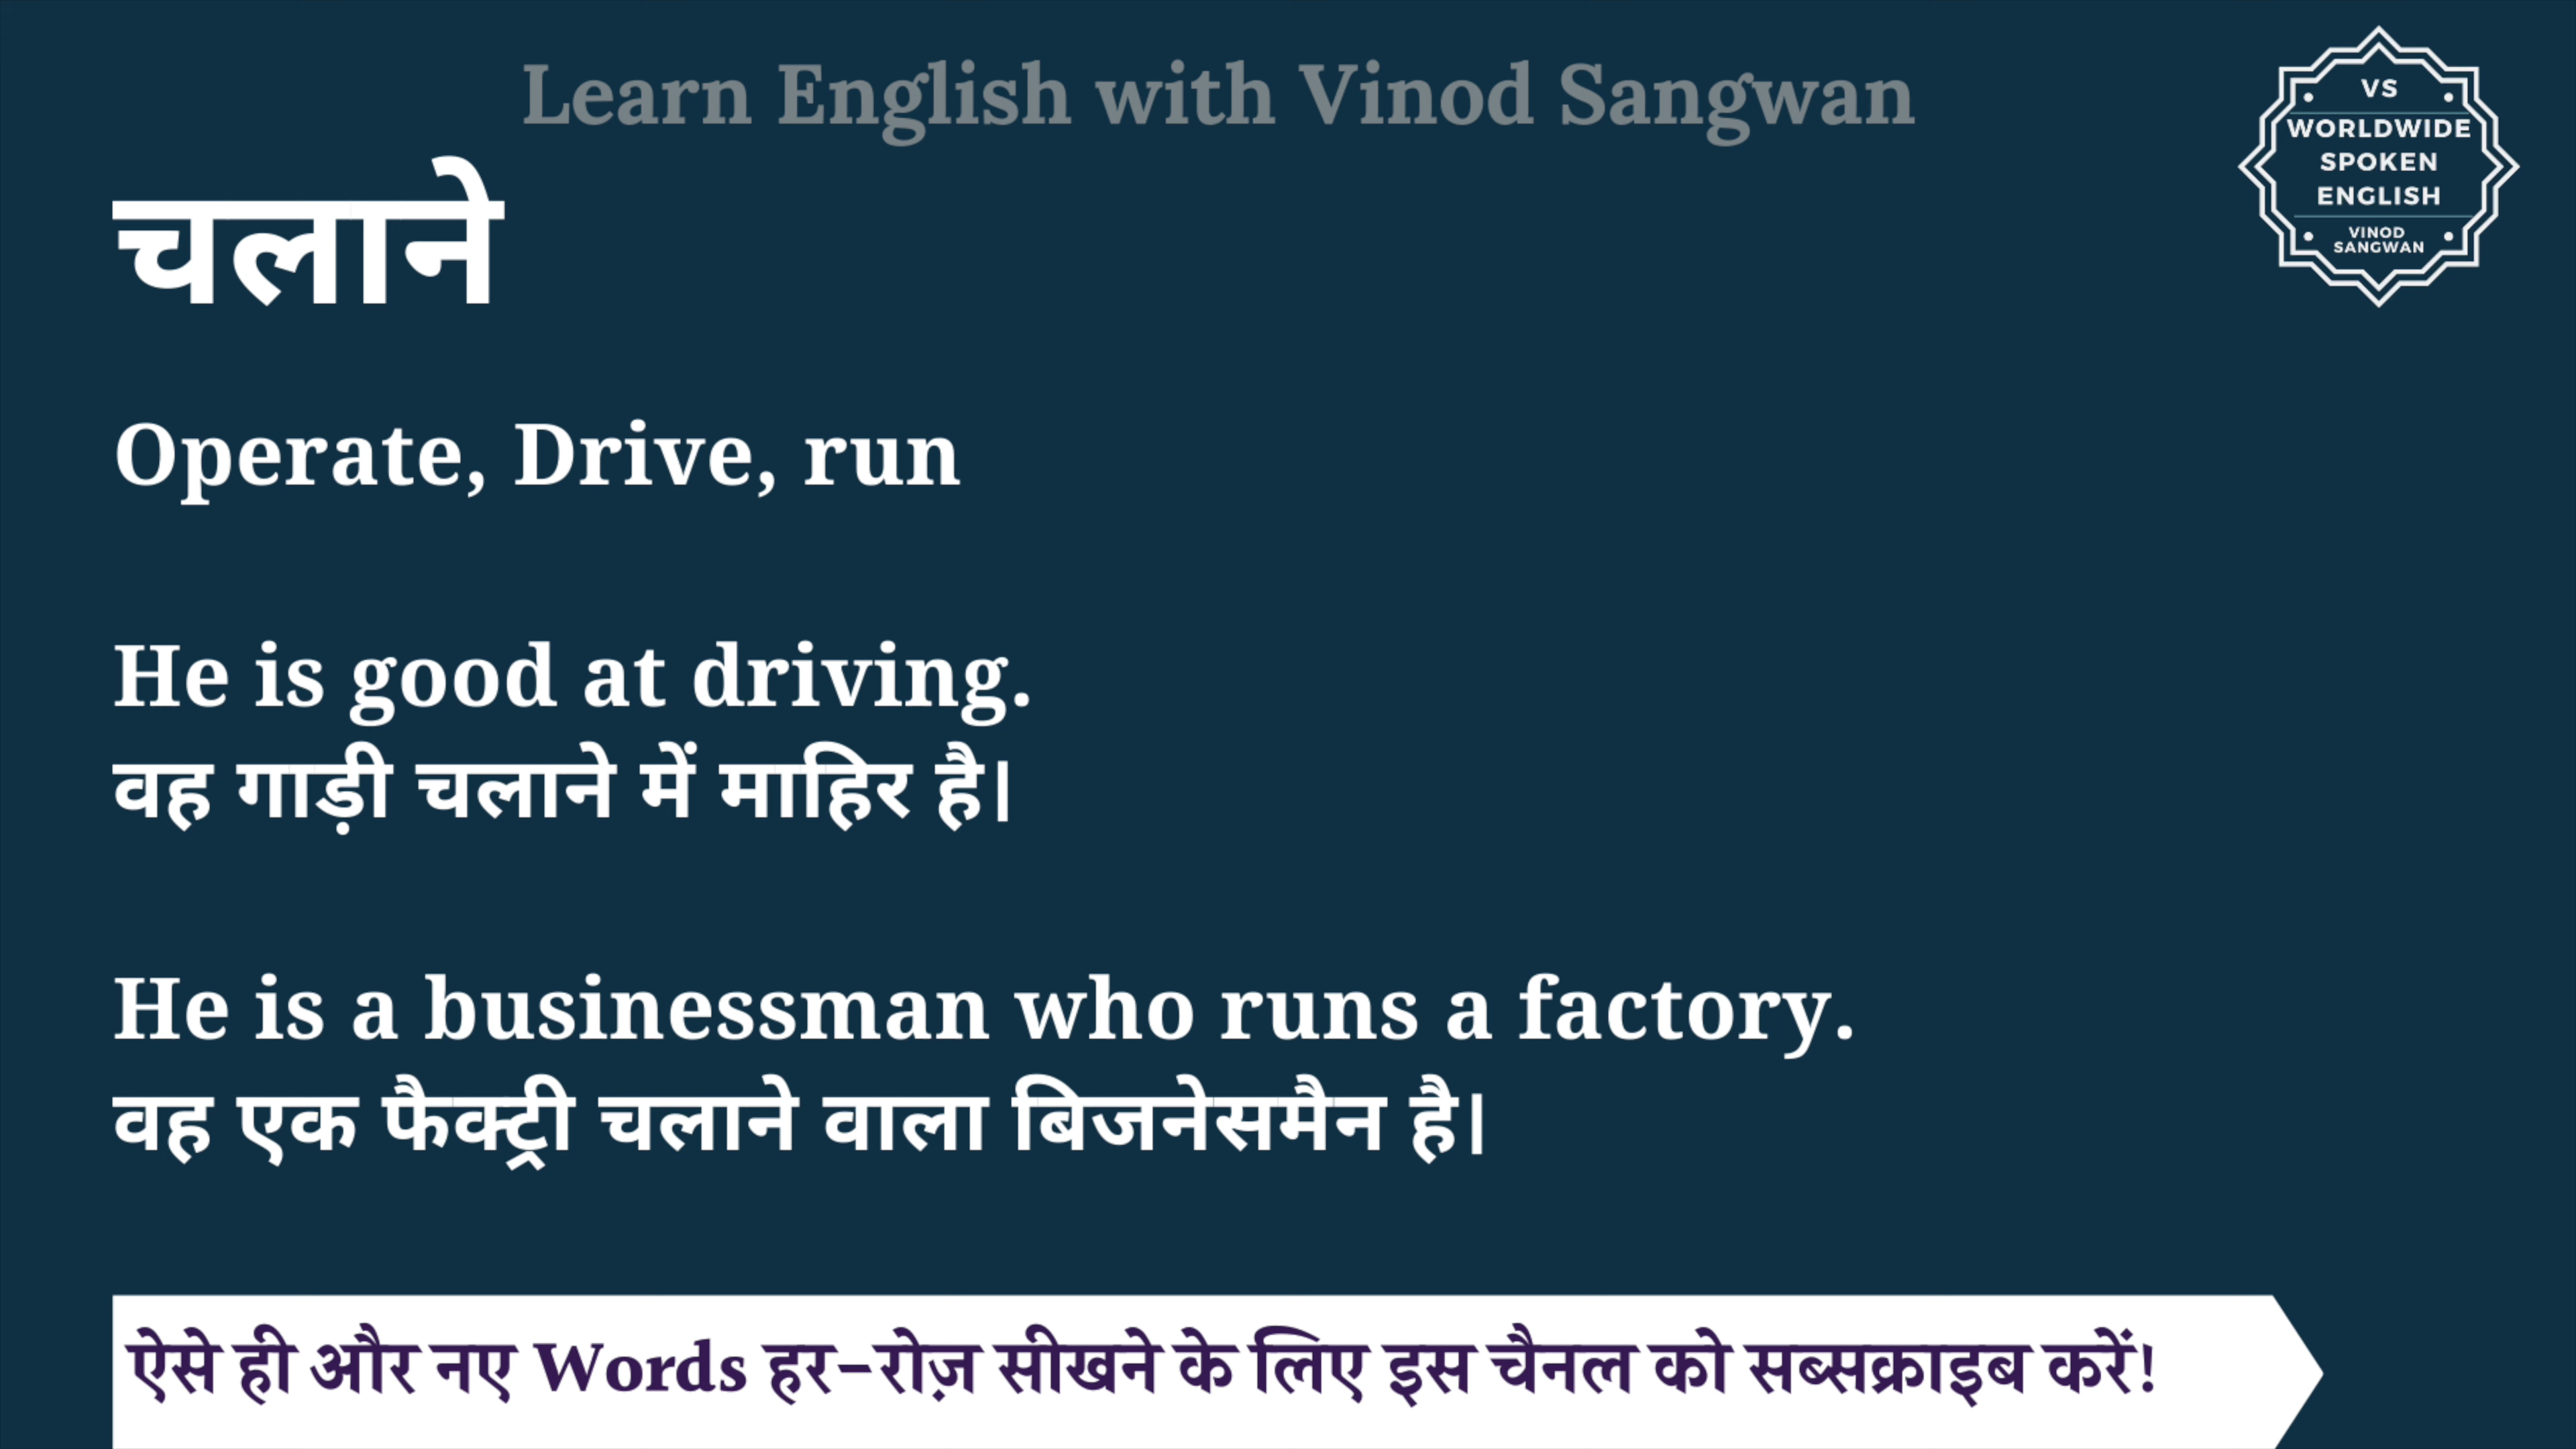 Learn English with Vinod Sangwan
VS
WORLDWIDE
SPOKEN
ENGLISH
VINOD
SANGWAN
चलाने
Operate, Drive, run
He is good at driving.
वह गाड़ी चलाने में माहिर है।
He is a businessman who runs a factory.
वह एक फैक्ट्री चलाने वाला बिजनेसमैन है।
ऐसे ही और नए Words हर-रोज़ सीखने के लिए इस चैनल को सब्सक्राइब करें!